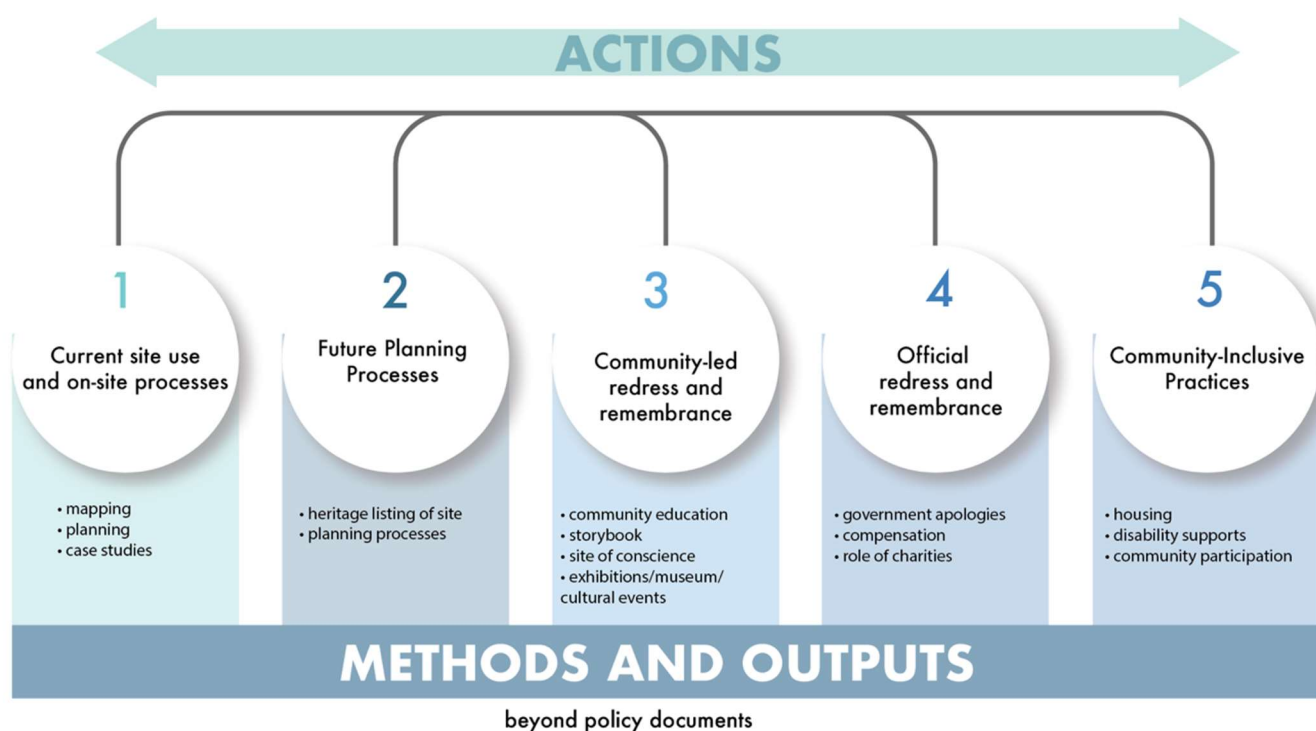 ACTIONS
1
Current site use
and on-site processes
• mapping
• planning
• case studies
2
Future Planning
Processes
• heritage listing of site
• planning processes
3
Community-led
redress and
remembrance
• community education
• storybook
• site of conscience
• exhibitions/museum/
cultural events
4
Official
redress and
remembrance
• government apologies
• compensation
• role of charities
5
Community-Inclusive
Practices
• housing
• disability supports
• community participation
METHODS AND OUTPUTS
beyond policy documents